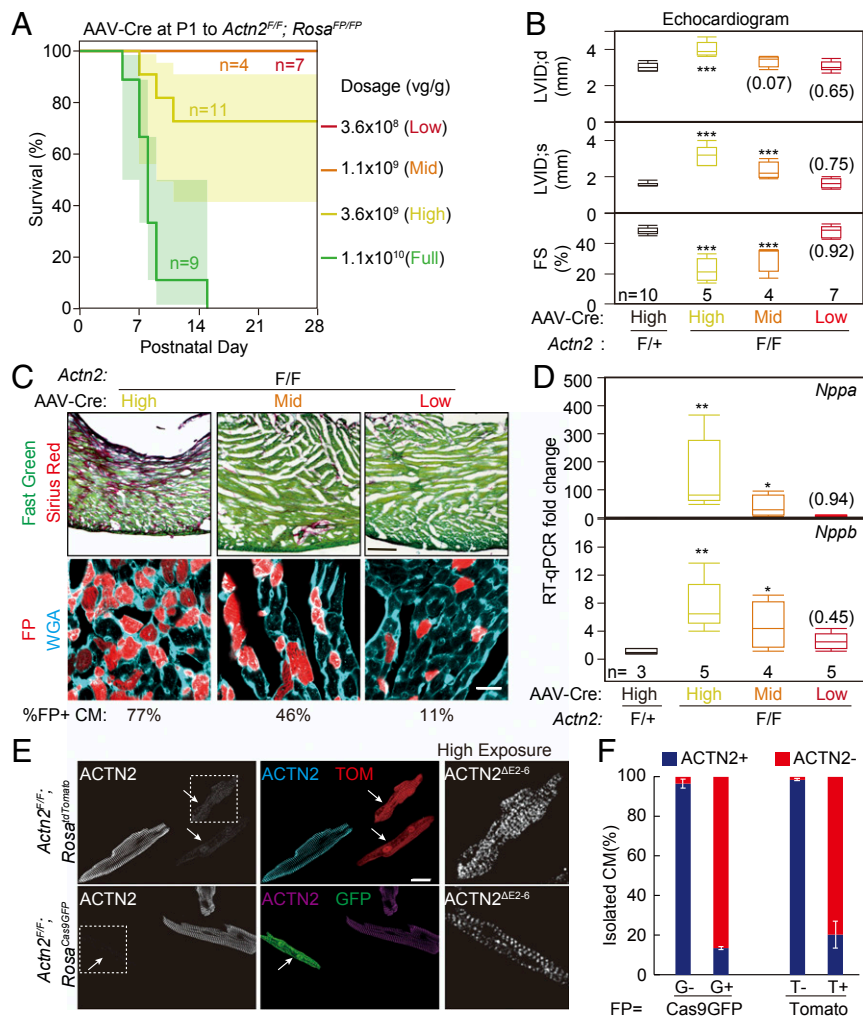 A
AAV-Cre at P1 to Actn2F/F; RosaFP/FP
100
80
60
40
20
0
Survival (%)
0 7 14 21 28
Postnatal Day
n=4 n=7
n=11
n=9
Dosage (vg/g)
3.6x10⁸ (Low)
1.1x10⁹ (Mid)
3.6x10⁹ (High)
1.1x10¹⁰(Full)
B
Echocardiogram
LVID;d
(mm)
4
2
0
***
(0.07)
(0.65)
LVID;s
(mm)
4
2
0
***
***
(0.75)
FS
(%)
40
20
0
***
***
(0.92)
n=10 5 4 7
AAV-Cre: High High Mid Low
Actn2 : F/+ F/F
C
Actn2: F/F
AAV-Cre: High Mid Low
Fast Green
Sirius Red
FP
WGA
%FP+ CM: 77% 46% 11%
D
RT-qPCR fold change
500
400
300
200
100
0
Nppa
**
*
(0.94)
16
12
8
4
0
Nppb
**
*
(0.45)
n= 3 5 4 5
AAV-Cre: High High Mid Low
Actn2: F/+ F/F
E
High Exposure
Actn2F/F;
RosatdTomato
ACTN2
ACTN2 TOM
ACTN2ΔE2-6
Actn2F/F;
RosaCas9GFP
ACTN2
ACTN2 GFP
ACTN2ΔE2-6
F
ACTN2+ ACTN2-
Isolated CM(%)
100
80
60
40
20
0
G- G+ T- T+
FP= Cas9GFP Tomato